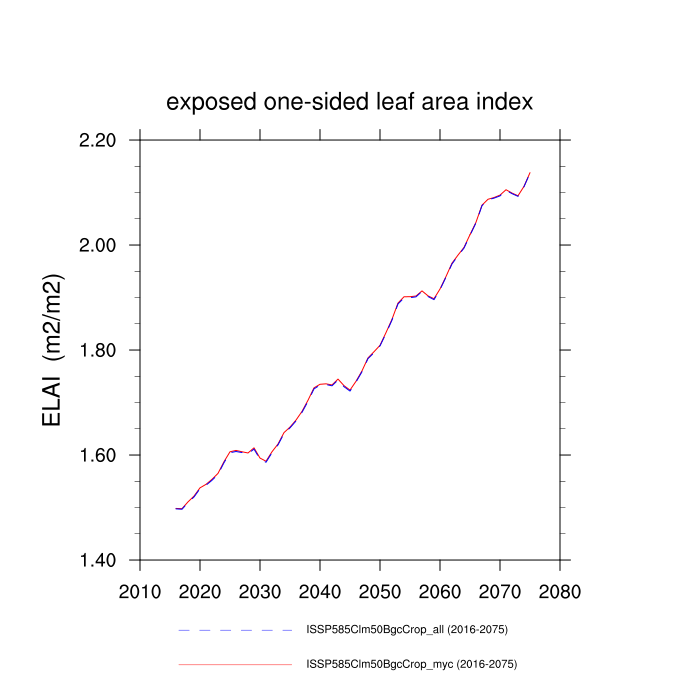 exposed one-sided leaf area index
2.20
2.00
1.80
1.60
1.40
ELAI (m2/m2)
2010 2020 2030 2040 2050 2060 2070 2080
ISSP585Clm50BgcCrop_all (2016-2075)
ISSP585Clm50BgcCrop_myc (2016-2075)